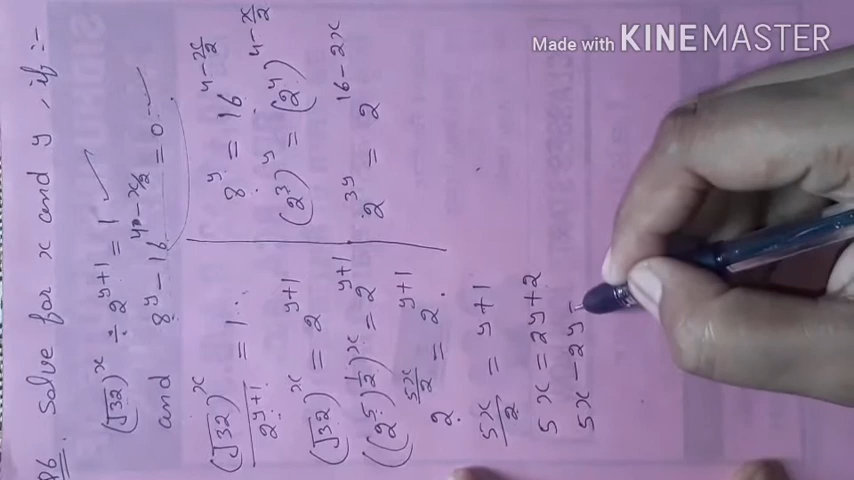 Q6. Solve for x and y, if :-
(√32)^x ÷ 2^(y+1) = 1
and 8^y - 16^(4-x/2) = 0
(√32)^x / 2^(y+1) = 1
(√32)^x = 2^(y+1)
((2^5)^(1/2))^x = 2^(y+1)
2^(5x/2) = 2^(y+1)
5x/2 = y+1
5x = 2y+2
5x - 2y =
8^y = 16^(4-x/2)
(2^3)^y = (2^4)^(4-x/2)
2^(3y) = 2^(16-2x)
Made with KINEMASTER